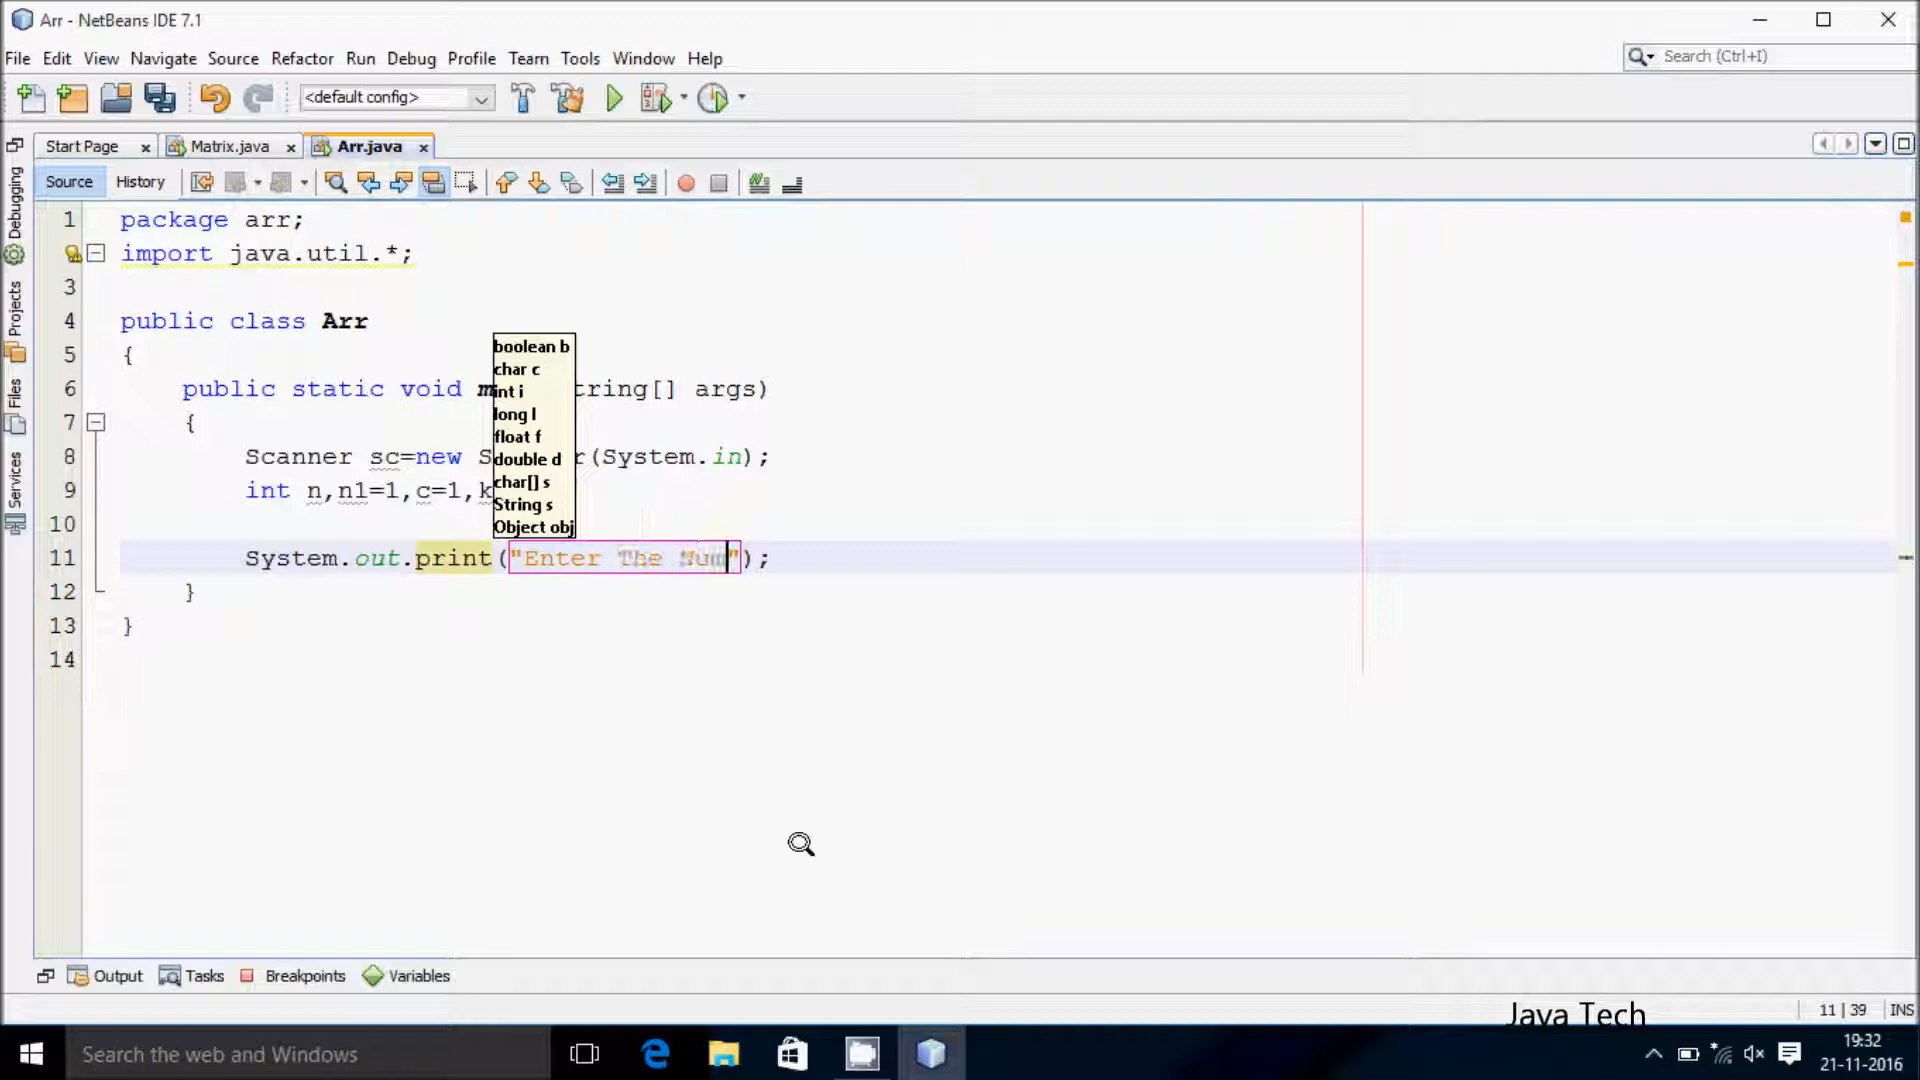 Arr - NetBeans IDE 7.1
File Edit View Navigate Source Refactor Run Debug Profile Team Tools Window Help
Search (Ctrl+I)
<default config>
Start Page
Matrix.java
Arr.java
Source History
Debugging
Projects
Files
Services
1 package arr;
import java.util.*;
3
4 public class Arr
5 {
6 public static void m tring[] args)
7 {
8 Scanner sc=new S r(System.in);
9 int n,n1=1,c=1,k
10
11 System.out.print("Enter The Num");
12 }
13 }
14
boolean b
char c
int i
long l
float f
double d
char[] s
String s
Object obj
Output Tasks Breakpoints Variables
Java Tech
11 | 39 INS
Search the web and Windows
19:32
21-11-2016